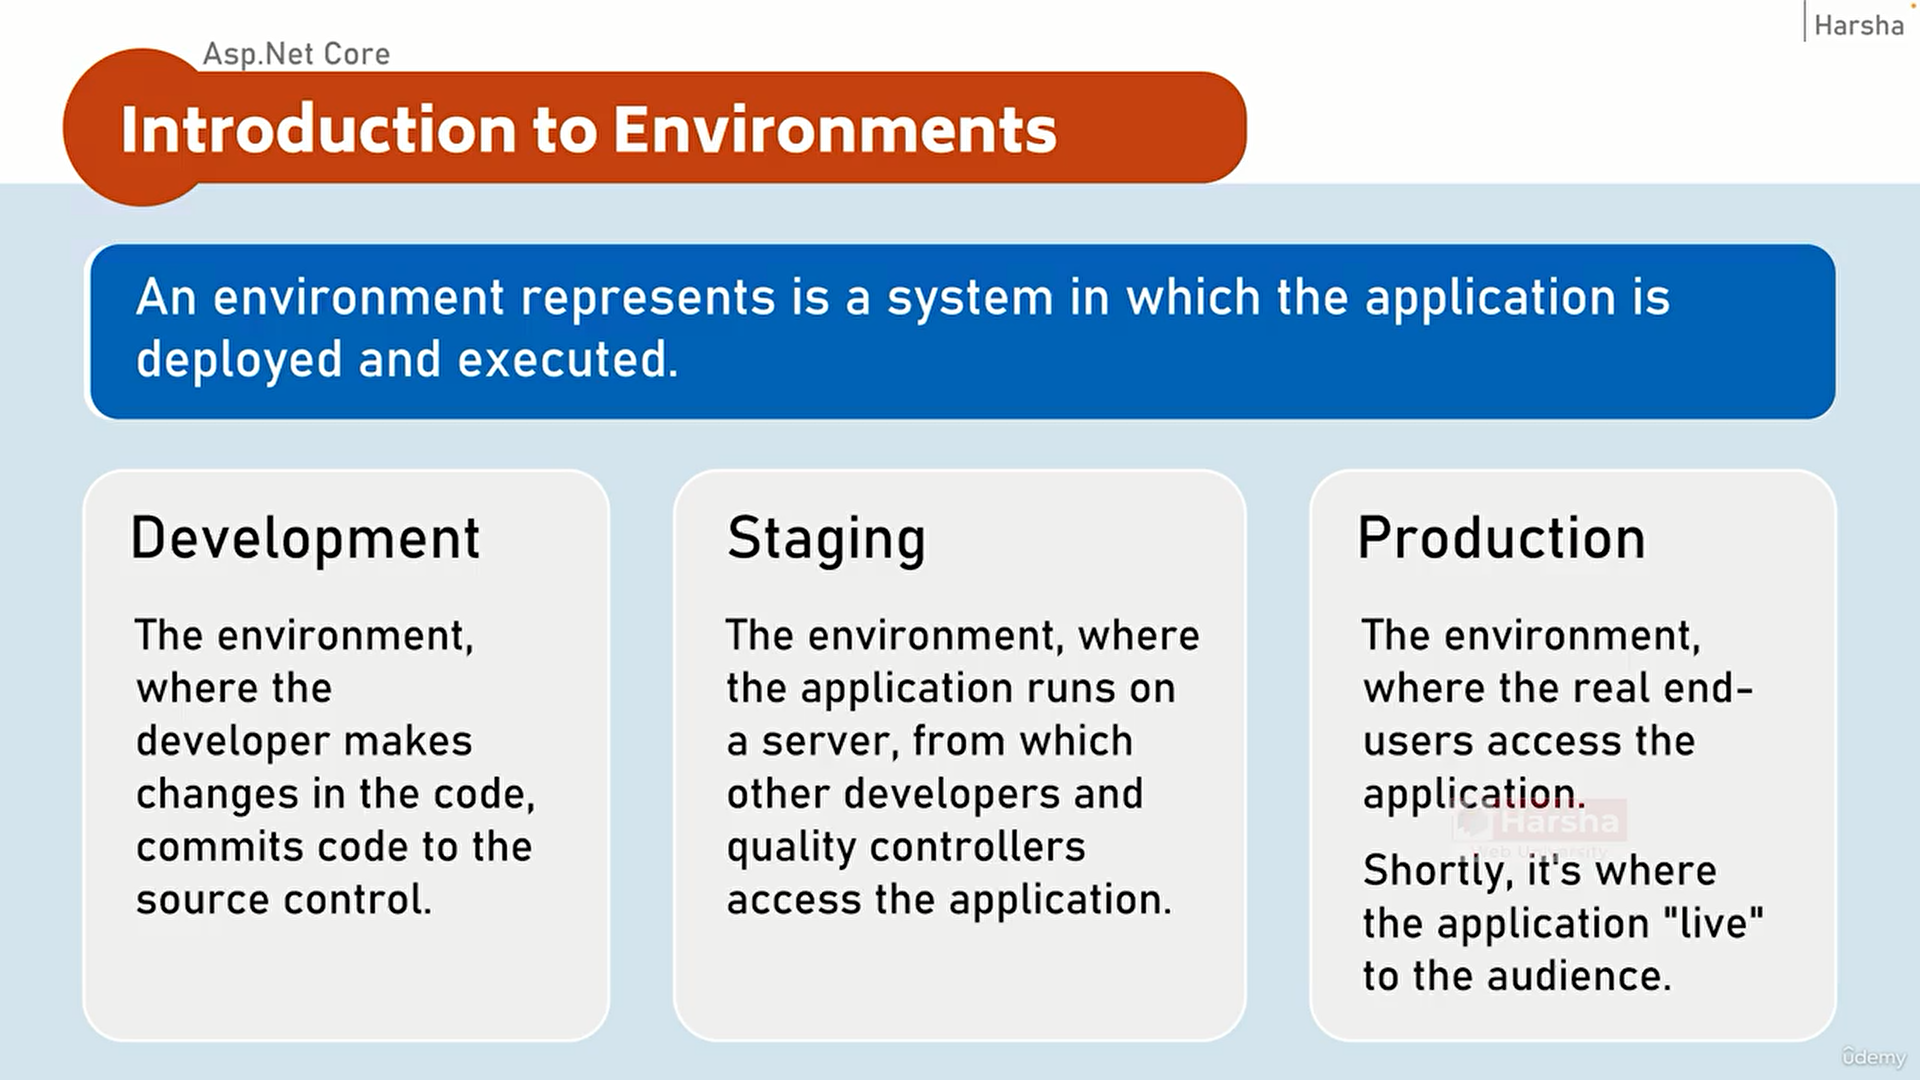 Harsha
Asp.Net Core
Introduction to Environments
An environment represents is a system in which the application is
deployed and executed.
Development
The environment,
where the
developer makes
changes in the code,
commits code to the
source control.
Staging
The environment, where
the application runs on
a server, from which
other developers and
quality controllers
access the application.
Production
The environment,
where the real end-
users access the
application.
Harsha
Web University
Shortly, it's where
the application "live"
to the audience.
ûdemy